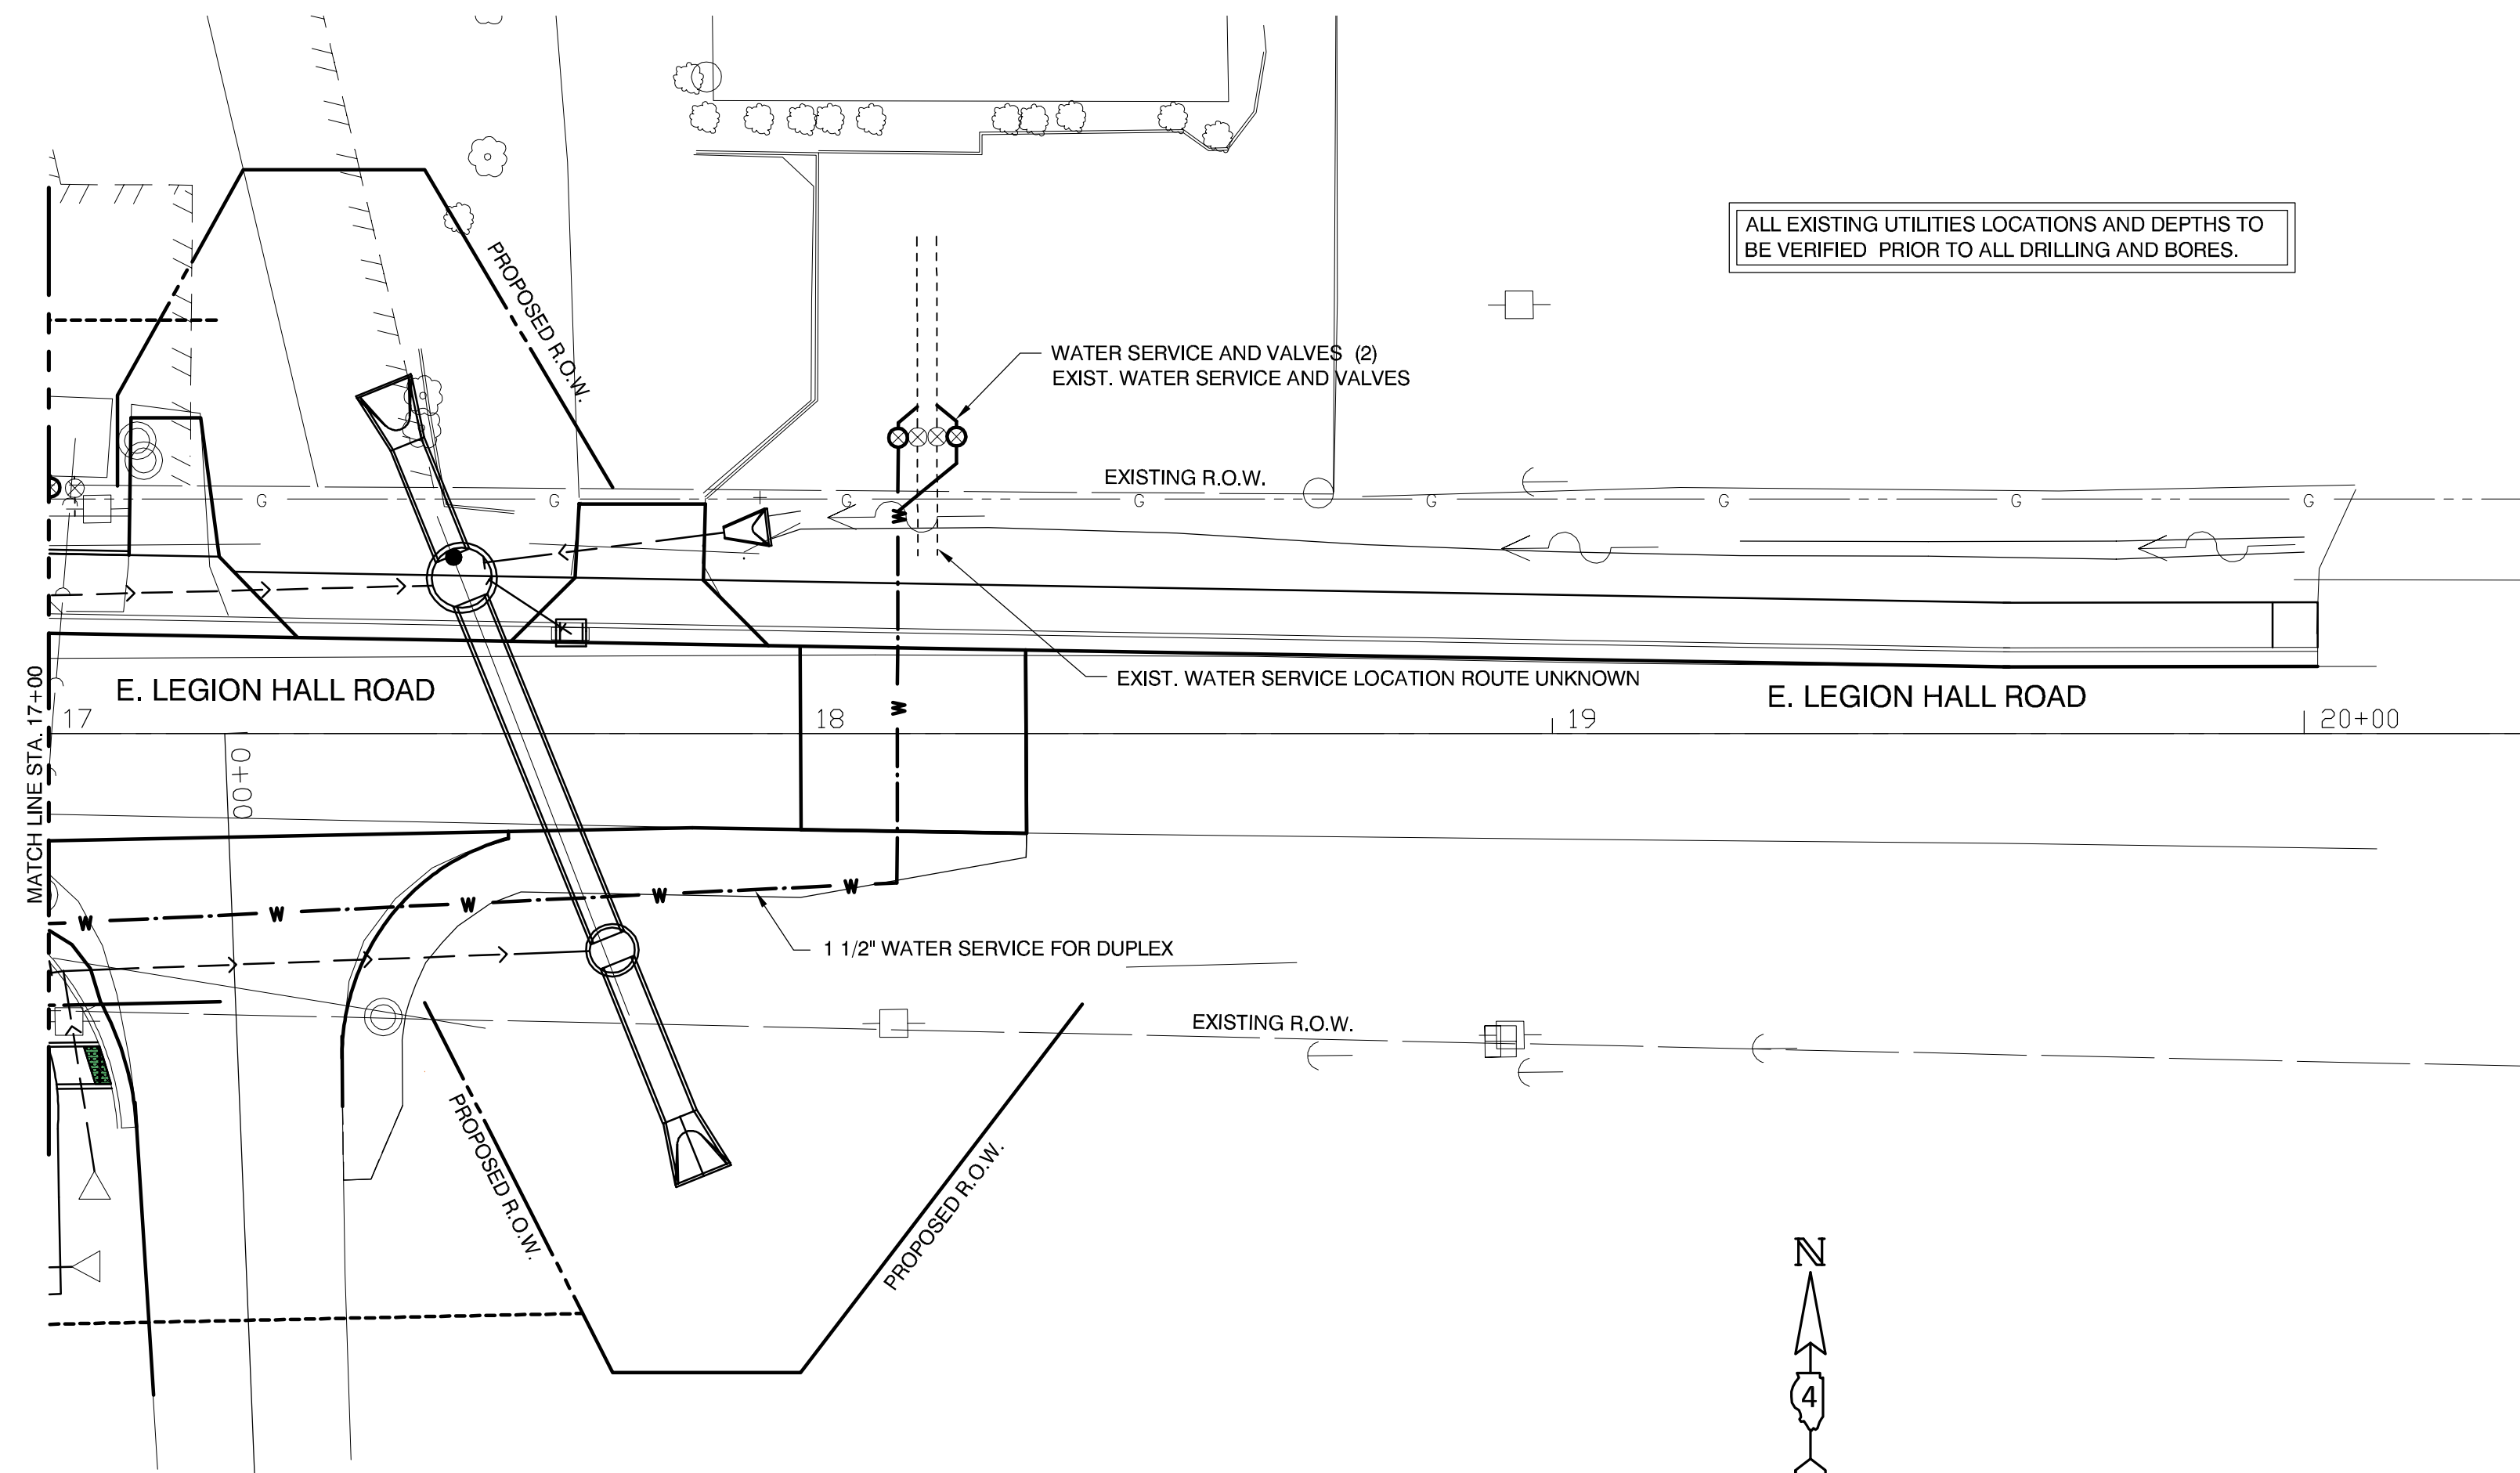 ALL EXISTING UTILITIES LOCATIONS AND DEPTHS TO
BE VERIFIED PRIOR TO ALL DRILLING AND BORES.
PROPOSED R.O.W.
WATER SERVICE AND VALVES (2)
EXIST. WATER SERVICE AND VALVES
EXISTING R.O.W.
G G G G G G G G
W
EXIST. WATER SERVICE LOCATION ROUTE UNKNOWN
E. LEGION HALL ROAD
E. LEGION HALL ROAD
W
17 18 19 20+00
MATCH LINE STA. 17+00
0+00
W W W W W
1 1/2" WATER SERVICE FOR DUPLEX
EXISTING R.O.W.
PROPOSED R.O.W.
PROPOSED R.O.W.
N
4